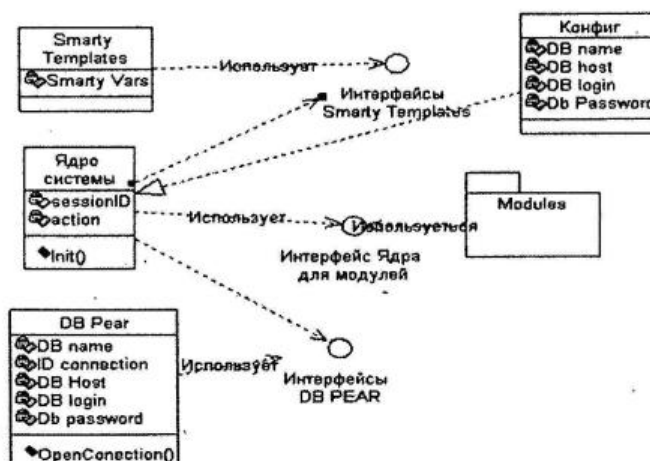 Smarty
Templates
Smarty Vars
Использует
Интерфейсы
Smarty Templates
Конфиг
DB name
DB host
DB login
Db Password
Ядро
системы
sessionID
action
Init()
Использует
Используеться
Интерфейс Ядра
для модулей
Modules
DB Pear
DB name
ID connection
DB Host
DB login
Db password
OpenConection()
Использует
Интерфейсы
DB PEAR